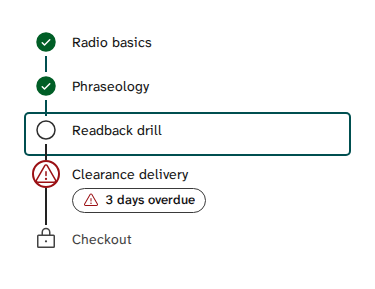 Radio basics
Phraseology
Readback drill
Clearance delivery
3 days overdue
Checkout